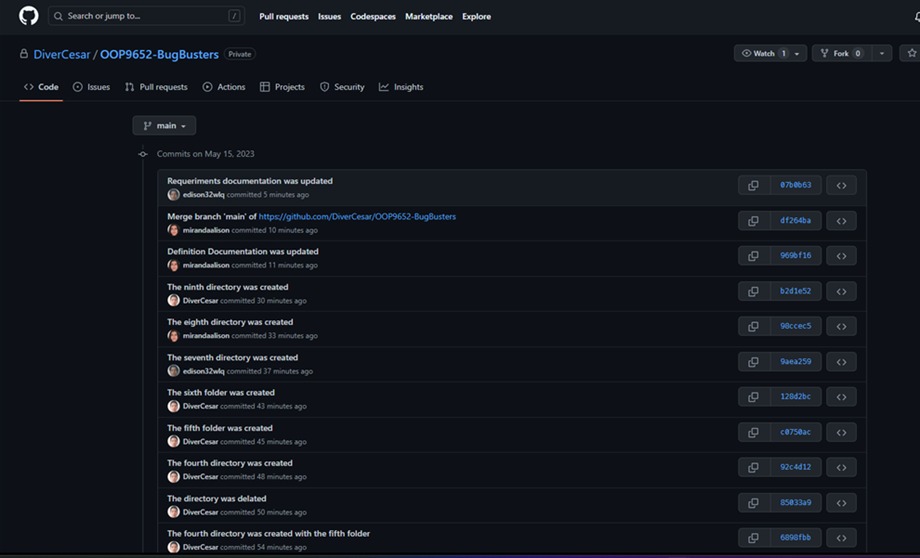 Search or jump to... /
Pull requests Issues Codespaces Marketplace Explore
DiverCesar / OOP9652-BugBusters Private
Watch 1 Fork 0
Code Issues Pull requests Actions Projects Security Insights
main
Commits on May 15, 2023
Requeriments documentation was updated
edison32wlq committed 5 minutes ago
07b0b63
Merge branch 'main' of https://github.com/DiverCesar/OOP9652-BugBusters
mirandaalison committed 10 minutes ago
df264ba
Definition Documentation was updated
mirandaalison committed 11 minutes ago
969bf16
The ninth directory was created
DiverCesar committed 30 minutes ago
b2d1e52
The eighth directory was created
mirandaalison committed 33 minutes ago
98ccec5
The seventh directory was created
edison32wlq committed 37 minutes ago
9aea259
The sixth folder was created
DiverCesar committed 43 minutes ago
128d2bc
The fifth folder was created
DiverCesar committed 45 minutes ago
c0750ac
The fourth directory was created
DiverCesar committed 48 minutes ago
92c4d12
The directory was delated
DiverCesar committed 50 minutes ago
85033a9
The fourth directory was created with the fifth folder
DiverCesar committed 54 minutes ago
6898fbb